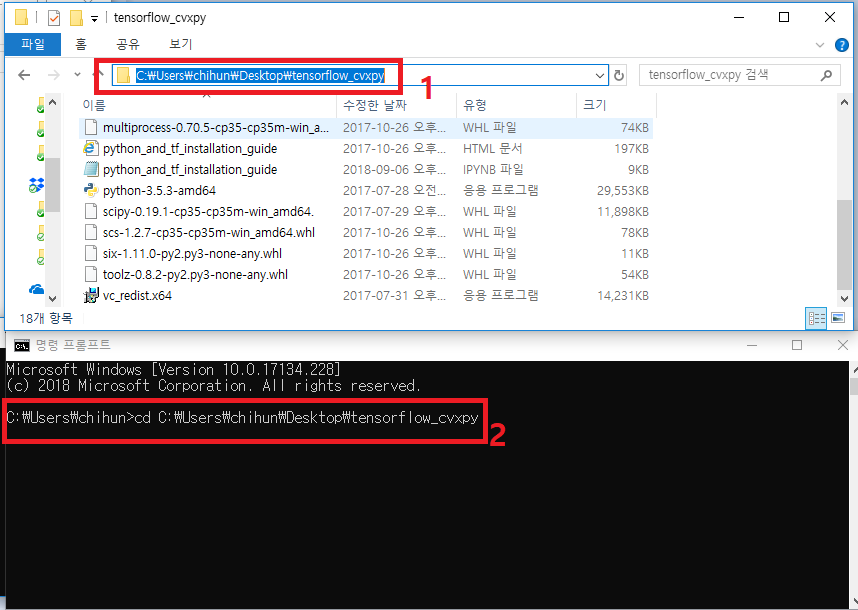 tensorflow_cvxpy
파일 홈 공유 보기
C:₩Users₩chihun₩Desktop₩tensorflow_cvxpy
tensorflow_cvxpy 검색
1
이름 수정한 날짜 유형 크기
multiprocess-0.70.5-cp35-cp35m-win_a... 2017-10-26 오후... WHL 파일 74KB
python_and_tf_installation_guide 2017-10-26 오후... HTML 문서 197KB
python_and_tf_installation_guide 2018-09-06 오후... IPYNB 파일 9KB
python-3.5.3-amd64 2017-07-28 오전... 응용 프로그램 29,553KB
scipy-0.19.1-cp35-cp35m-win_amd64. 2017-07-29 오후... WHL 파일 11,898KB
scs-1.2.7-cp35-cp35m-win_amd64.whl 2017-10-26 오후... WHL 파일 78KB
six-1.11.0-py2.py3-none-any.whl 2017-10-26 오후... WHL 파일 11KB
toolz-0.8.2-py2.py3-none-any.whl 2017-10-26 오후... WHL 파일 54KB
vc_redist.x64 2017-07-31 오후... 응용 프로그램 14,231KB
18개 항목
명령 프롬프트
Microsoft Windows [Version 10.0.17134.228]
(c) 2018 Microsoft Corporation. All rights reserved.
C:₩Users₩chihun>cd C:₩Users₩chihun₩Desktop₩tensorflow_cvxpy
2